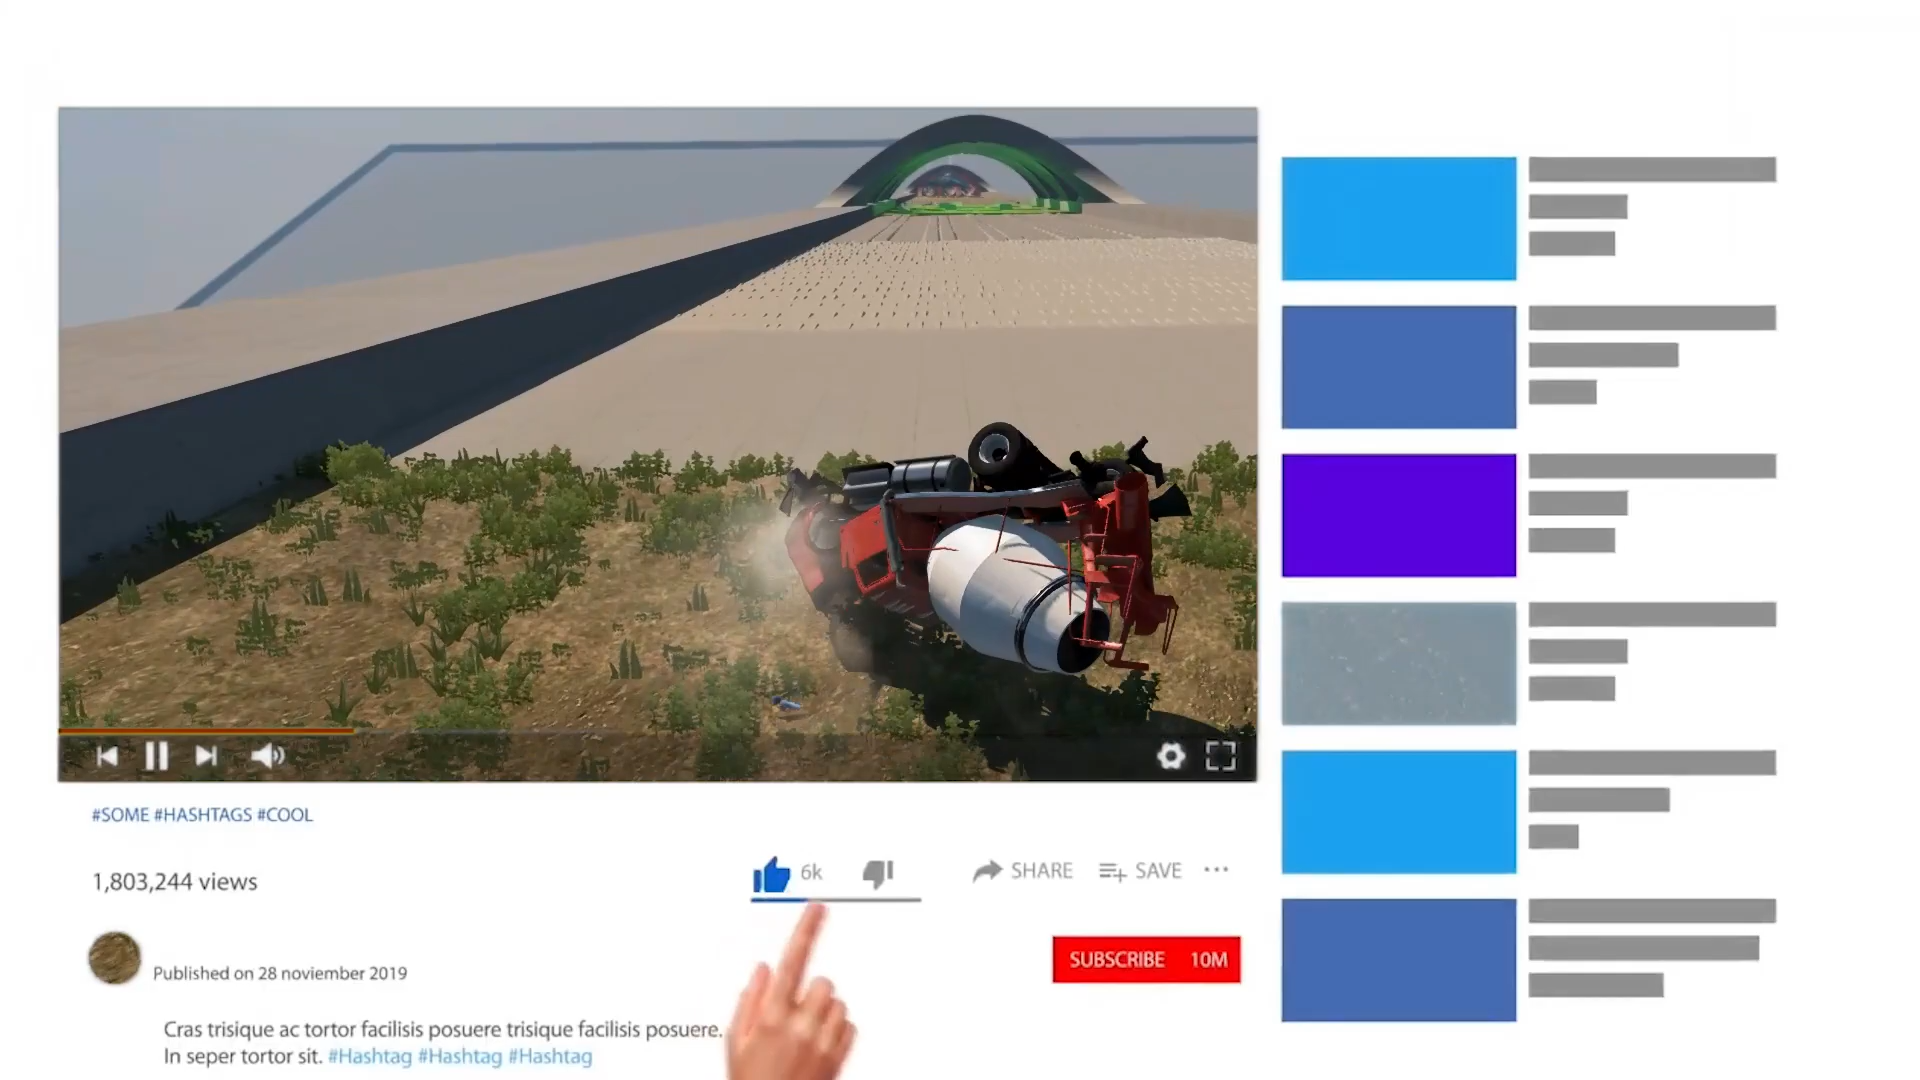 #SOME #HASHTAGS #COOL
1,803,244 views
6k
SHARE
SAVE
SUBSCRIBE 10M
Published on 28 noviember 2019
Cras trisique ac tortor facilisis posuere trisique facilisis posuere.
In seper tortor sit. #Hashtag #Hashtag #Hashtag